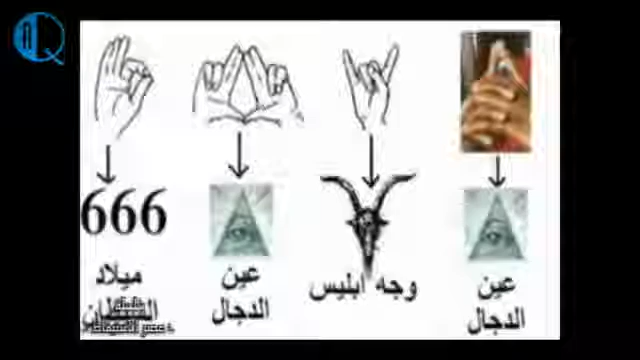 666
ميلاد
الشيطان
عين
الدجال
وجه ابليس
عين
الدجال